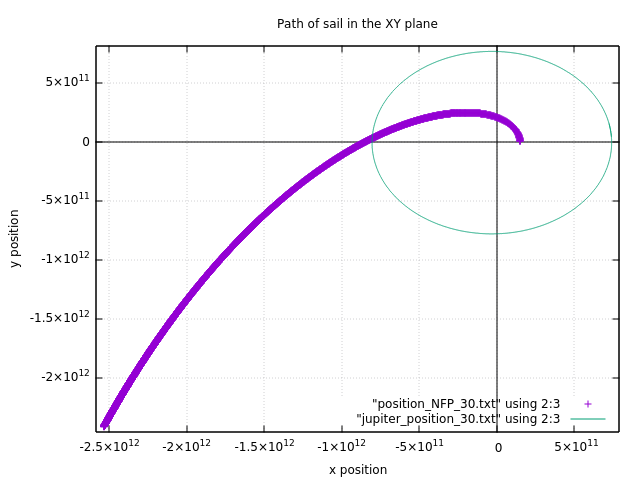 Path of sail in the XY plane
5×10¹¹
0
-5×10¹¹
-1×10¹²
-1.5×10¹²
-2×10¹²
y position
"position_NFP_30.txt" using 2:3
"jupiter_position_30.txt" using 2:3
-2.5×10¹² -2×10¹² -1.5×10¹² -1×10¹² -5×10¹¹ 0 5×10¹¹
x position